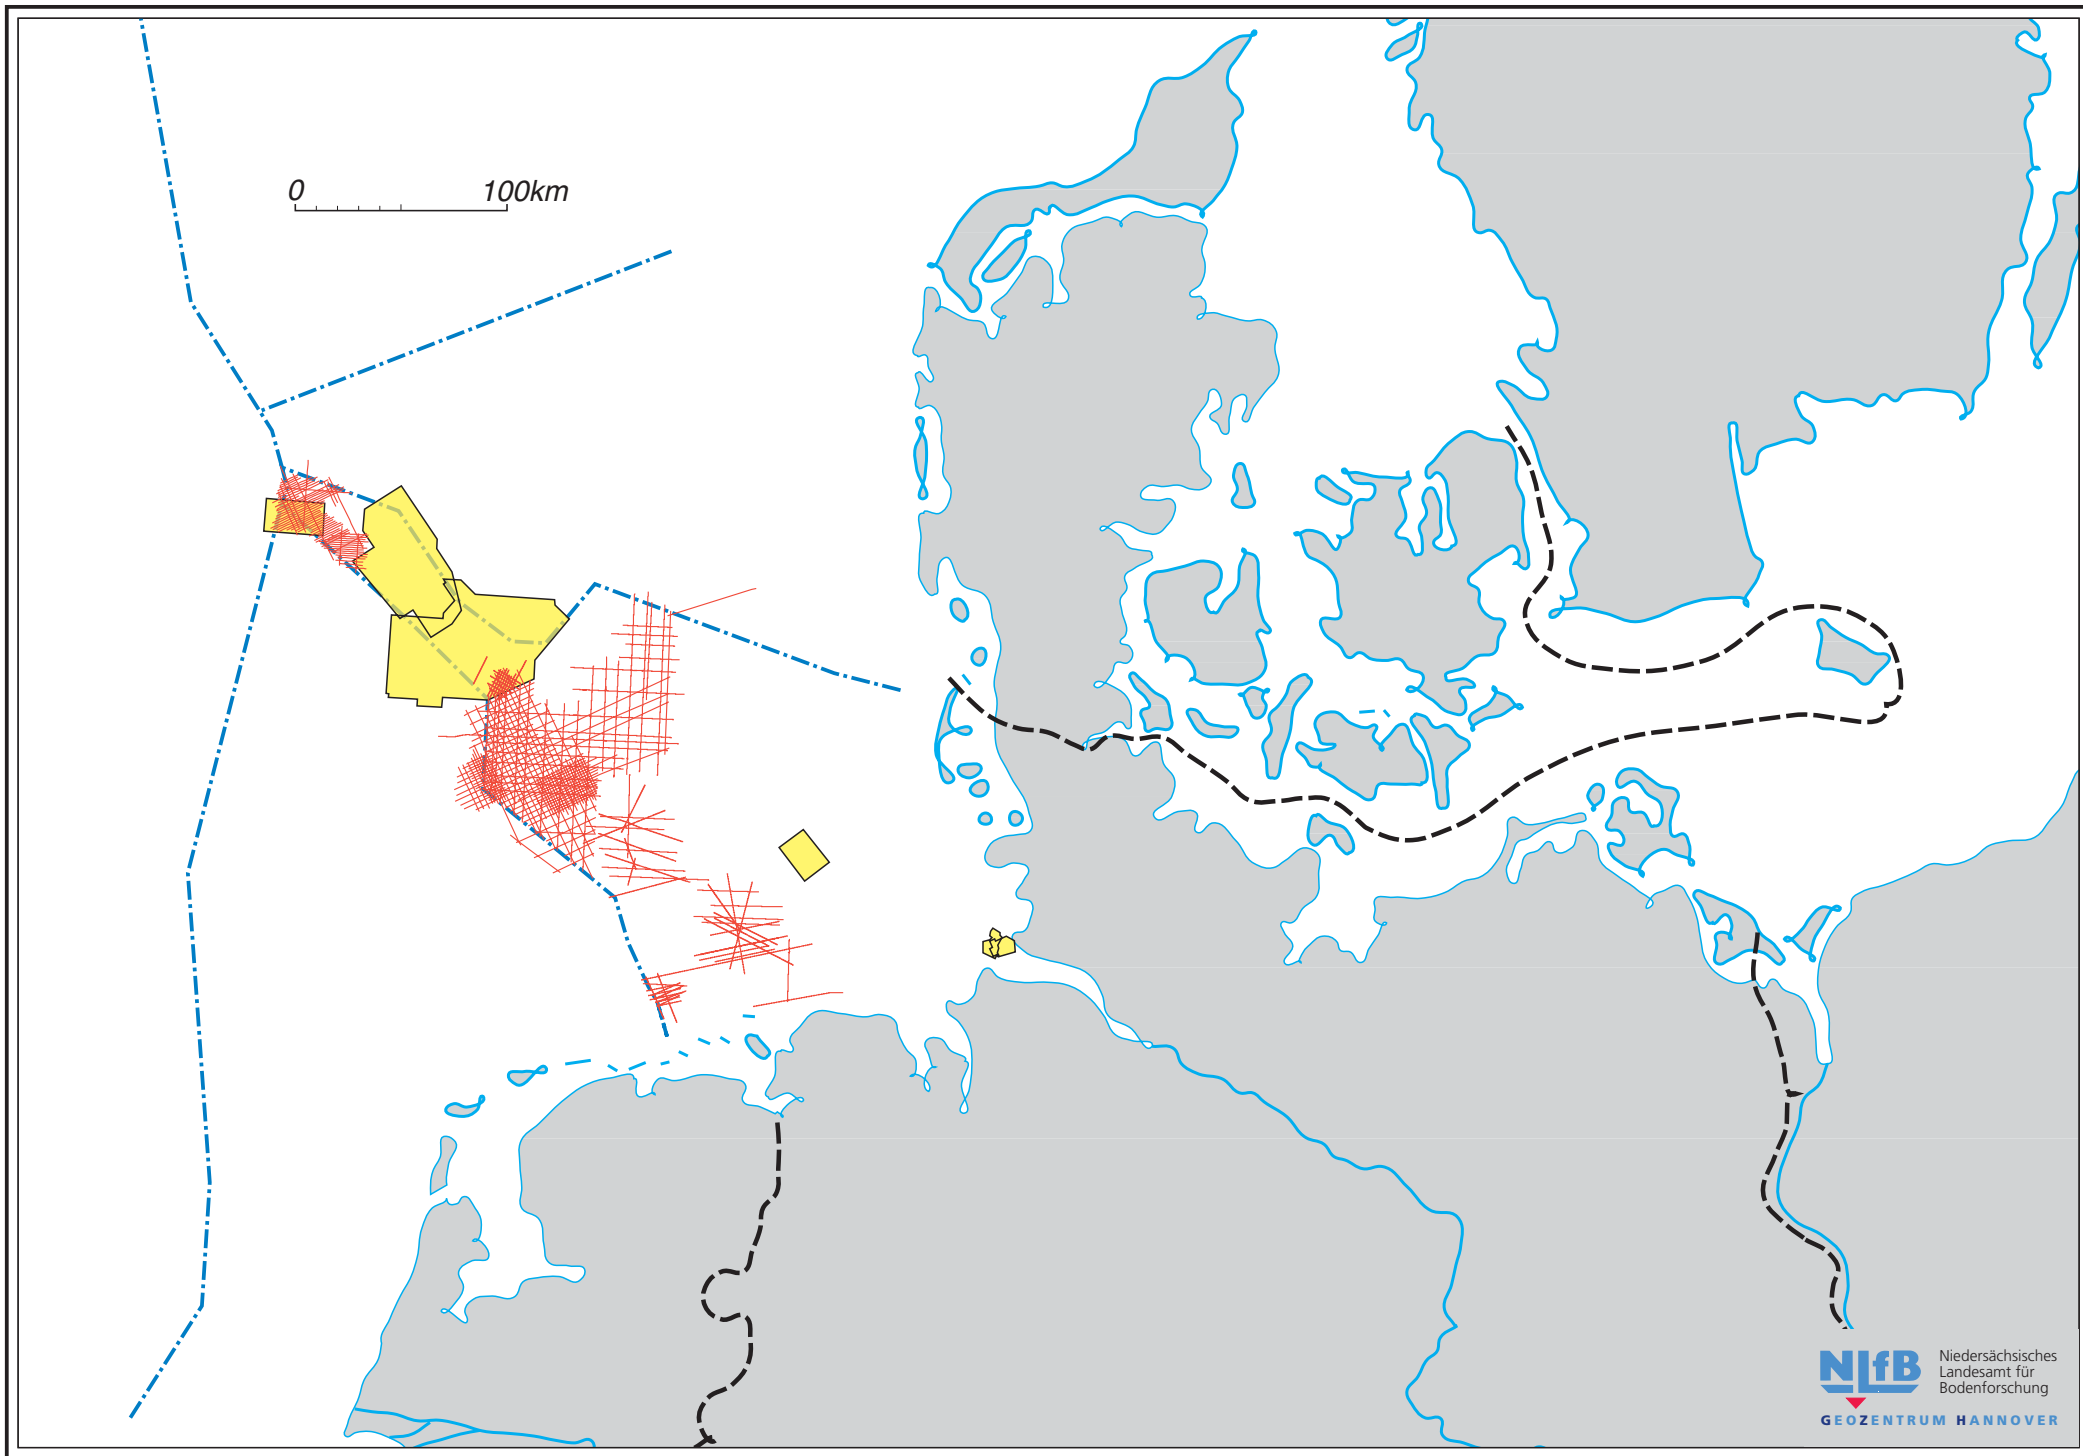 0 100km
NLfB
Niedersächsisches
Landesamt für
Bodenforschung
GEOZENTRUM HANNOVER